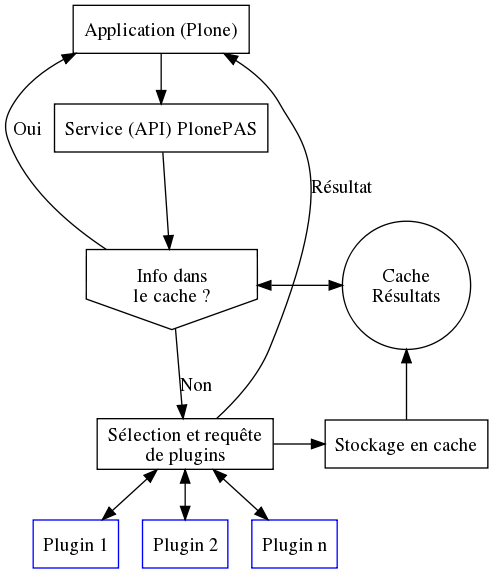 Application (Plone)
Oui
Service (API) PlonePAS
Résultat
Info dans
le cache ?
Cache
Résultats
Non
Sélection et requête
de plugins
Stockage en cache
Plugin 1
Plugin 2
Plugin n